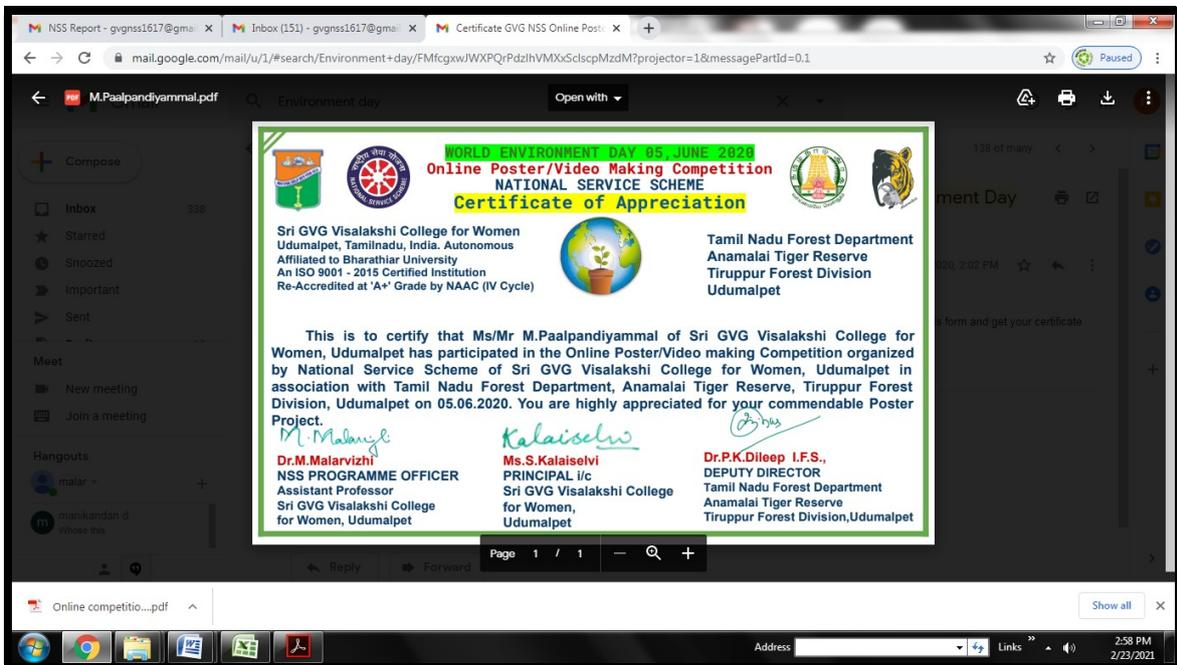 NSS Report - gvgnss1617@gmai
Inbox (151) - gvgnss1617@gmai
Certificate GVG NSS Online Poste
mail.google.com/mail/u/1/#search/Environment+day/FMfcgxwJWXPQrPdzlhVMXxSclscpMzdM?projector=1&messagePartId=0.1
Paused
PDF
M.Paalpandiyammal.pdf
Environment day
Open with
Compose
138 of many
Inbox 338
Starred
Snoozed
Important
Sent
ment Day
2020, 2:02 PM
s form and get your certificate
Meet
New meeting
Join a meeting
Hangouts
malar
manikandan d
Whose this
WORLD ENVIRONMENT DAY 05,JUNE 2020
Online Poster/Video Making Competition
NATIONAL SERVICE SCHEME
Certificate of Appreciation
Sri GVG Visalakshi College for Women
Udumalpet, Tamilnadu, India. Autonomous
Affiliated to Bharathiar University
An ISO 9001 - 2015 Certified Institution
Re-Accredited at 'A+' Grade by NAAC (IV Cycle)
Tamil Nadu Forest Department
Anamalai Tiger Reserve
Tiruppur Forest Division
Udumalpet
This is to certify that Ms/Mr M.Paalpandiyammal of Sri GVG Visalakshi College for
Women, Udumalpet has participated in the Online Poster/Video making Competition organized
by National Service Scheme of Sri GVG Visalakshi College for Women, Udumalpet in
association with Tamil Nadu Forest Department, Anamalai Tiger Reserve, Tiruppur Forest
Division, Udumalpet on 05.06.2020. You are highly appreciated for your commendable Poster
Project.
Kalaiselvi
Dr.M.Malarvizhi
NSS PROGRAMME OFFICER
Assistant Professor
Sri GVG Visalakshi College
for Women, Udumalpet
Ms.S.Kalaiselvi
PRINCIPAL i/c
Sri GVG Visalakshi College
for Women,
Udumalpet
Dr.P.K.Dileep I.F.S.,
DEPUTY DIRECTOR
Tamil Nadu Forest Department
Anamalai Tiger Reserve
Tiruppur Forest Division,Udumalpet
Page 1 / 1
Reply
Forward
Online competitio....pdf
Show all
Address
Links
2:58 PM
2/23/2021